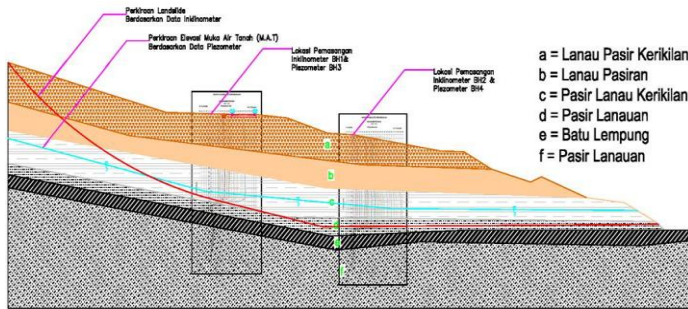 Perkiraan Landslide
Berdasarkan Data Inklinometer
Perkiraan Elevasi Muka Air Tanah (M.A.T)
Berdasarkan Data Piezometer
Lokasi Pemasangan
Inklinometer BH1&
Piezometer BH3
Lokasi Pemasangan
Inklinometer BH2 &
Piezometer BH4
a = Lanau Pasir Kerikilan
b = Lanau Pasiran
c = Pasir Lanau Kerikilan
d = Pasir Lanauan
e = Batu Lempung
f = Pasir Lanauan
a
b
c
d
e
f